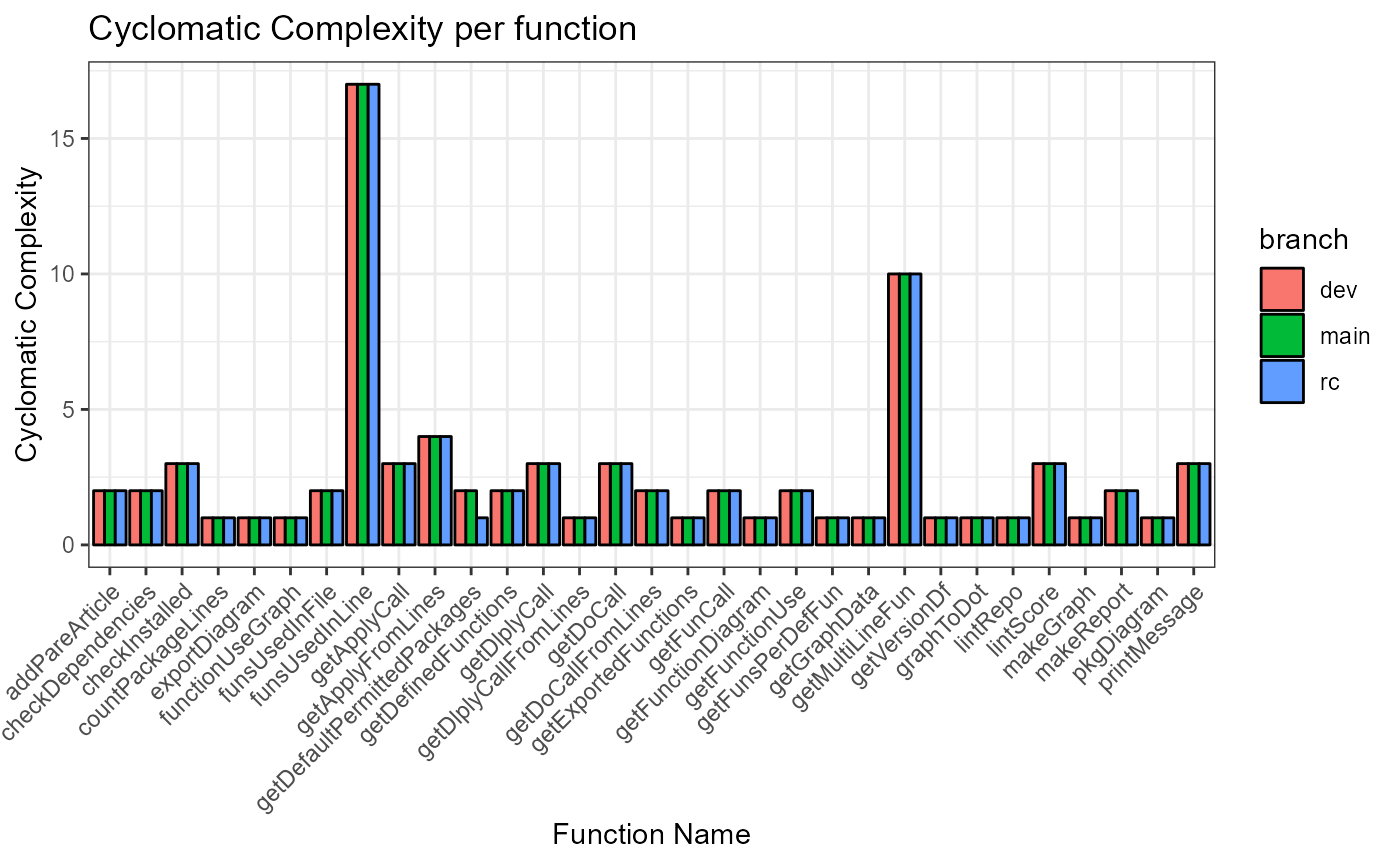 Cyclomatic Complexity per function
Cyclomatic Complexity
15
10
5
0
addPareArticle
checkDependencies
checkInstalled
countPackageLines
exportDiagram
functionUseGraph
funsUsedInFile
funsUsedInLine
getApplyCall
getApplyFromLines
getDefaultPermittedPackages
getDefinedFunctions
getDlplyCall
getDlplyCallFromLines
getDoCall
getDoCallFromLines
getExportedFunctions
getFunCall
getFunctionDiagram
getFunctionUse
getFunsPerDefFun
getGraphData
getMultiLineFun
getVersionDf
graphToDot
lintRepo
lintScore
makeGraph
makeReport
pkgDiagram
printMessage
Function Name
branch
dev
main
rc